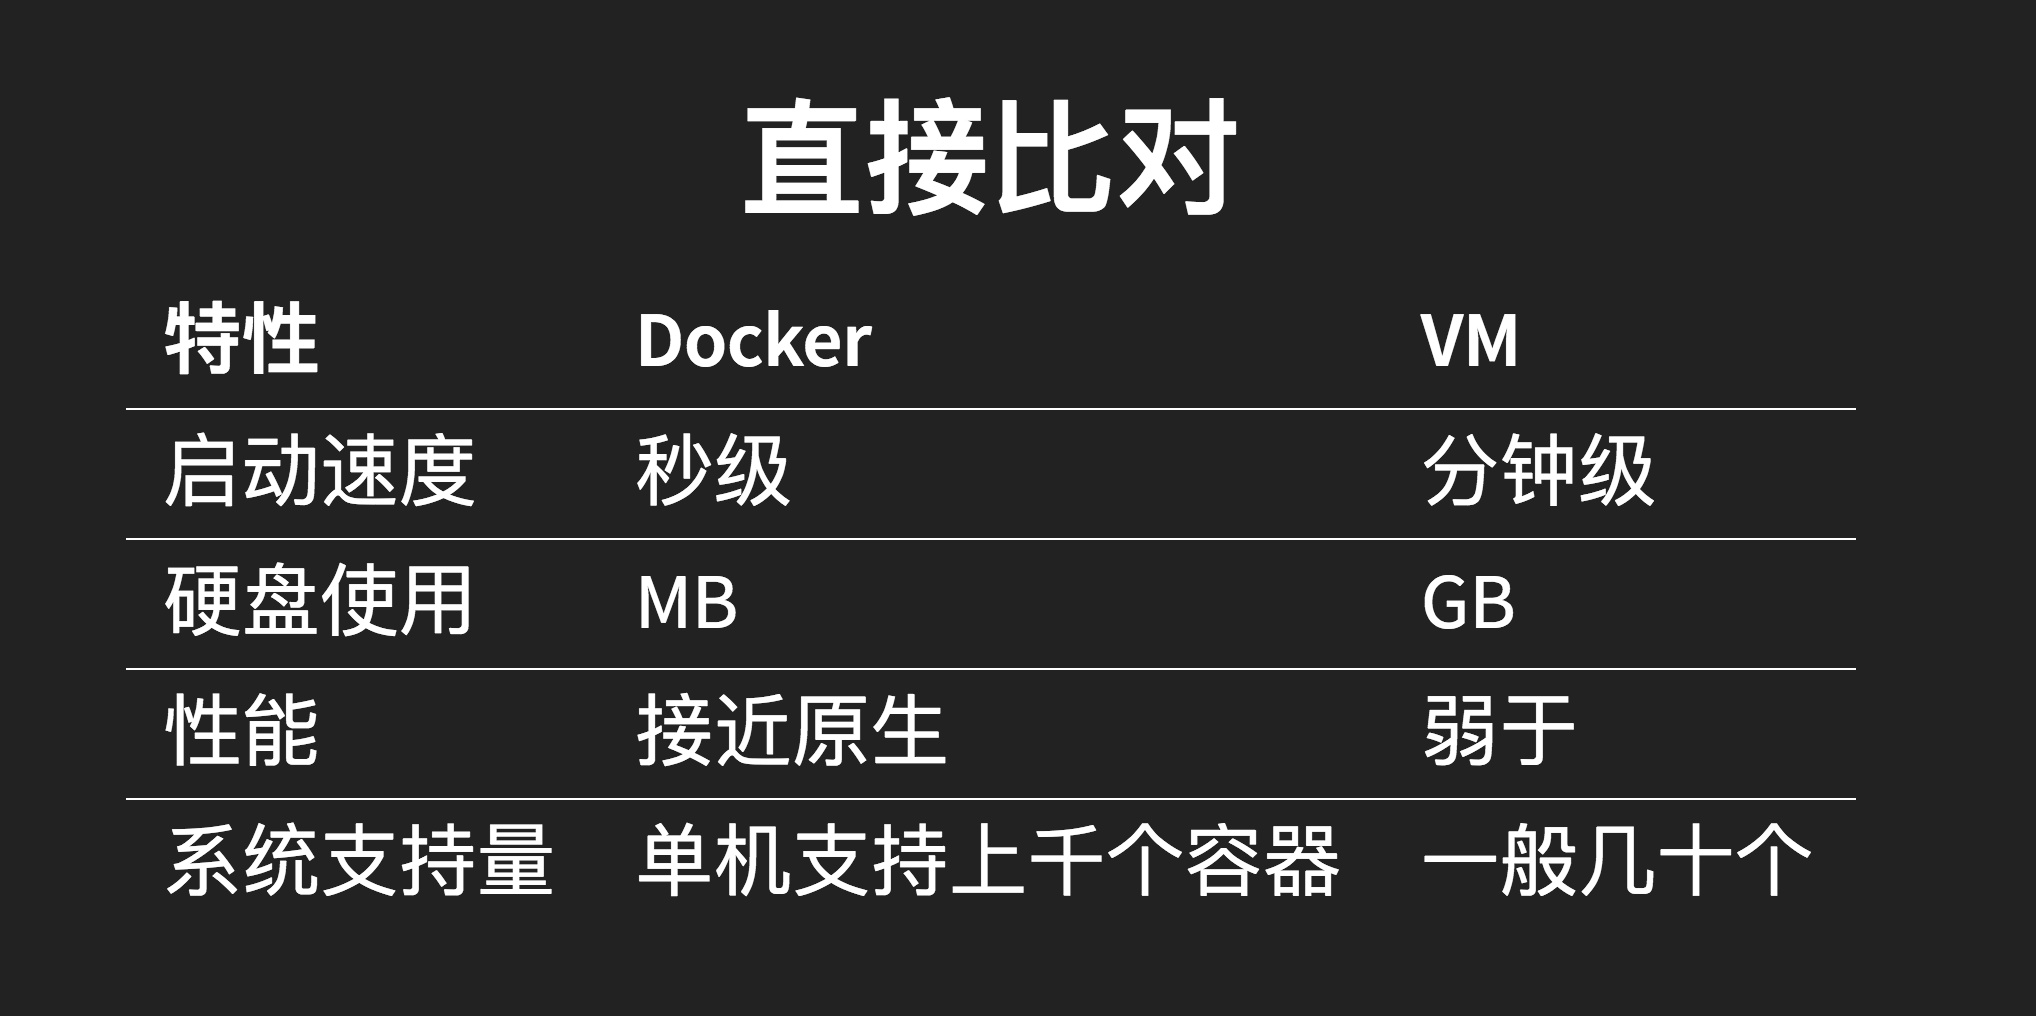 直接比对
特性 Docker VM
启动速度 秒级 分钟级
硬盘使用 MB GB
性能 接近原生 弱于
系统支持量 单机支持上千个容器 一般几十个